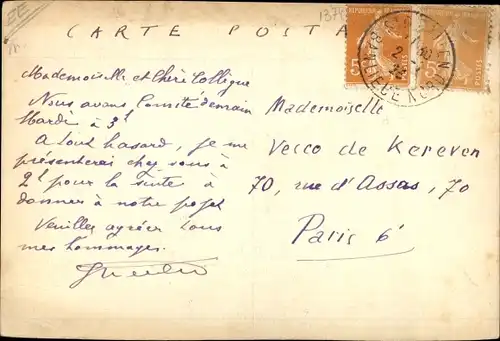 CARTE POSTA
Mademoiselle et Chère Collègue
Nous avons Comité demain
Mardi à 3h
A tout hasard, je me
présenterai chez vous à
2h pour la suite à
donner à notre projet
Veuillez agréer tous
mes hommages.
Mademoiselle
Vecco de Kereven
70, rue d'Assas, 70
Paris 6e